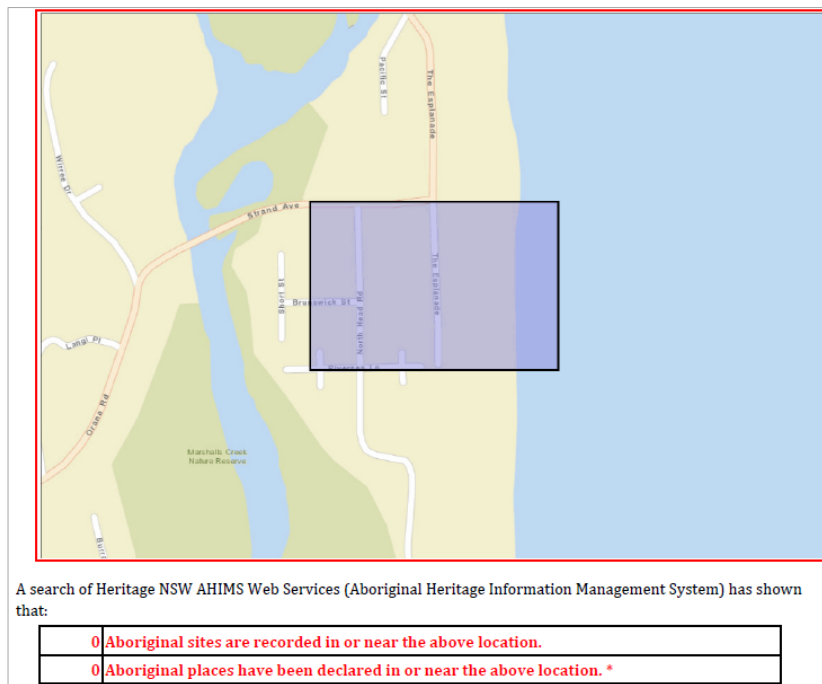 Pacific St
The Esplanade
Wirree Dr
Strand Ave
Short St
The Esplanade
Brunswick St
North Head Rd
Langi Pl
Riverside Cr
Orana Rd
Marshalls Creek
Nature Reserve
A search of Heritage NSW AHIMS Web Services (Aboriginal Heritage Information Management System) has shown
that:
0 Aboriginal sites are recorded in or near the above location.
0 Aboriginal places have been declared in or near the above location. *